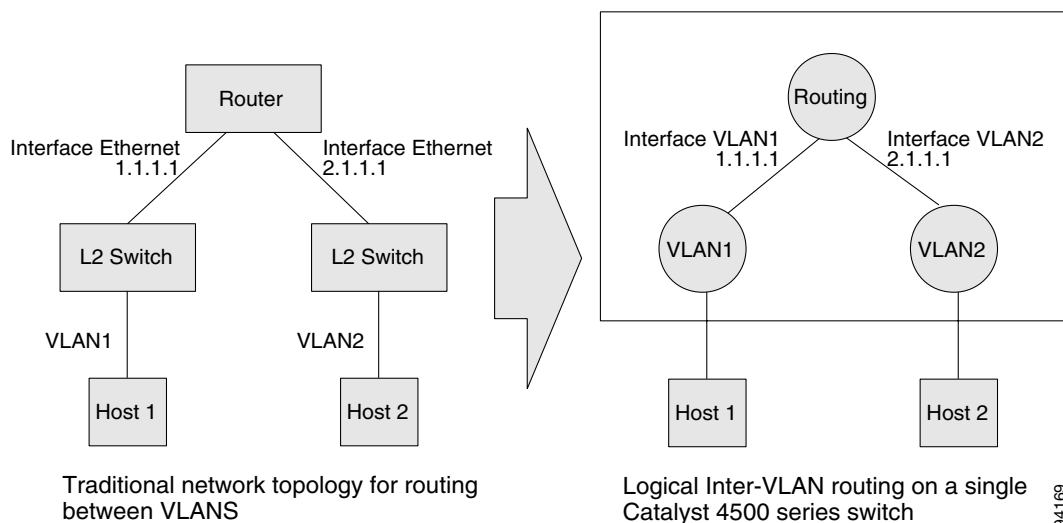 Router
Interface Ethernet
1.1.1.1
Interface Ethernet
2.1.1.1
L2 Switch
L2 Switch
VLAN1
VLAN2
Host 1
Host 2
Traditional network topology for routing
between VLANS
Routing
Interface VLAN1
1.1.1.1
Interface VLAN2
2.1.1.1
VLAN1
VLAN2
Host 1
Host 2
Logical Inter-VLAN routing on a single
Catalyst 4500 series switch